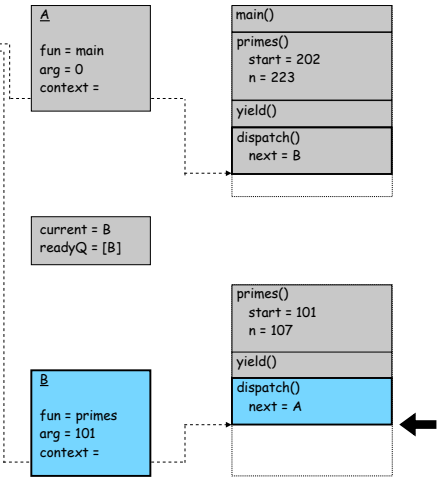 A
fun = main
arg = 0
context =
main()
primes()
start = 202
n = 223
yield()
dispatch()
next = B
current = B
readyQ = [B]
primes()
start = 101
n = 107
yield()
dispatch()
next = A
B
fun = primes
arg = 101
context =